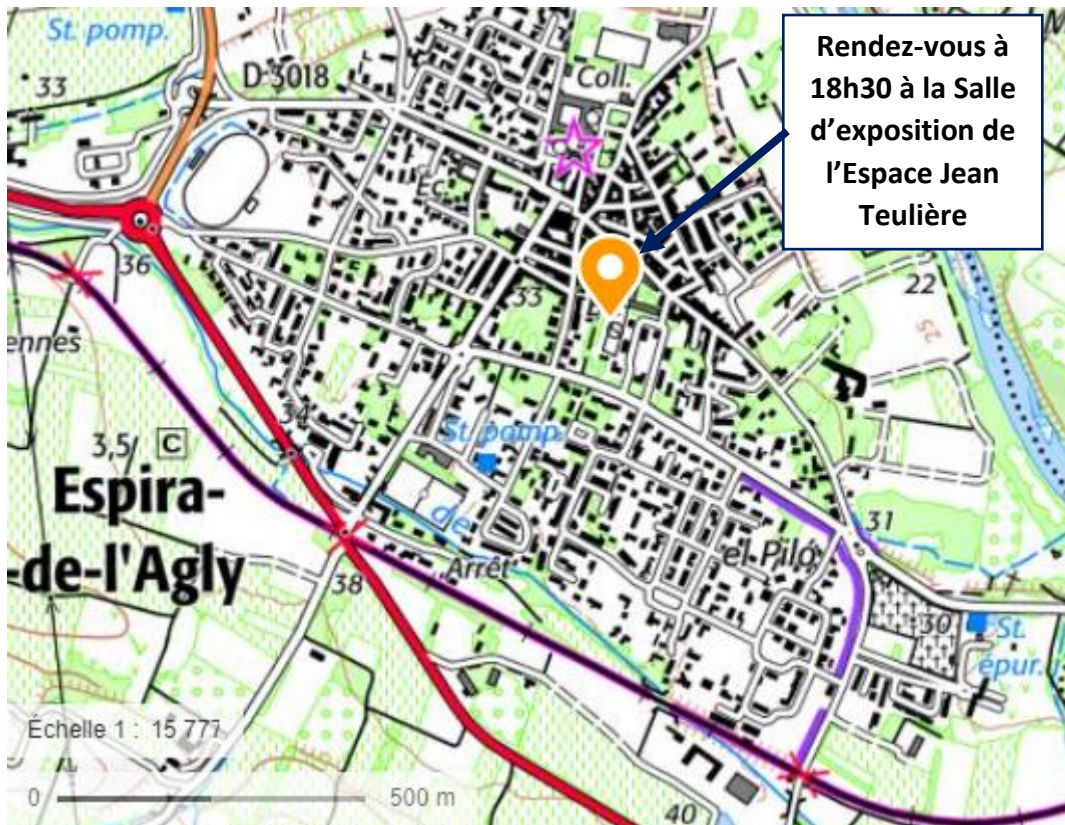 St. pomp.
33
D 3018
Coll.
Rendez-vous à
18h30 à la Salle
d’exposition de
l’Espace Jean
Teulière
Éc.
36
33
22
25
ennes
34
3,5
C
St. pomp.
Espira-
-de-l'Agly
de
31
el Pilo
Arrêt
38
30
St.
épur.
Échelle 1 : 15 777
0
500 m
40